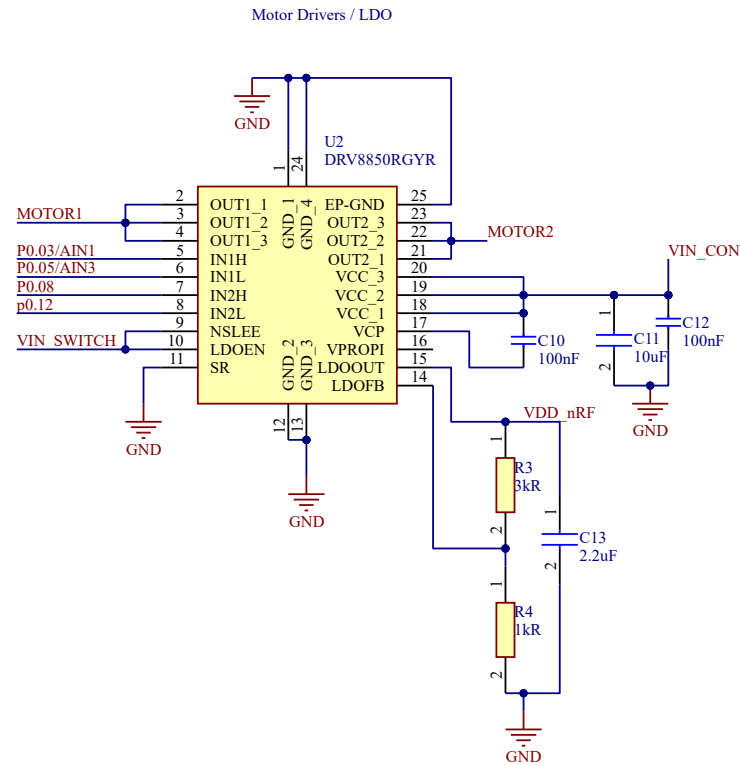 Motor Drivers / LDO
GND
U2
DRV8850RGYR
1
24
2 OUT1_1
MOTOR1 3 OUT1_2
4 OUT1_3
P0.03/AIN1 5 IN1H
P0.05/AIN3 6 IN1L
P0.08 7 IN2H
p0.12 8 IN2L
9 NSLEE
VIN_SWITCH 10 LDOEN
11 SR
GND_1
GND_4
GND_2
GND_3
EP-GND 25
OUT2_3 23
OUT2_2 22 MOTOR2
OUT2_1 21
VCC_3 20
VCC_2 19
VCC_1 18
VCP 17
VPROPI 16
LDOOUT 15
LDOFB 14
12
13
GND
GND
VIN_CON
C10
100nF
1
C11
10uF
2
C12
100nF
GND
VDD_nRF
1
R3
3kR
2
1
C13
2.2uF
2
1
R4
1kR
2
GND